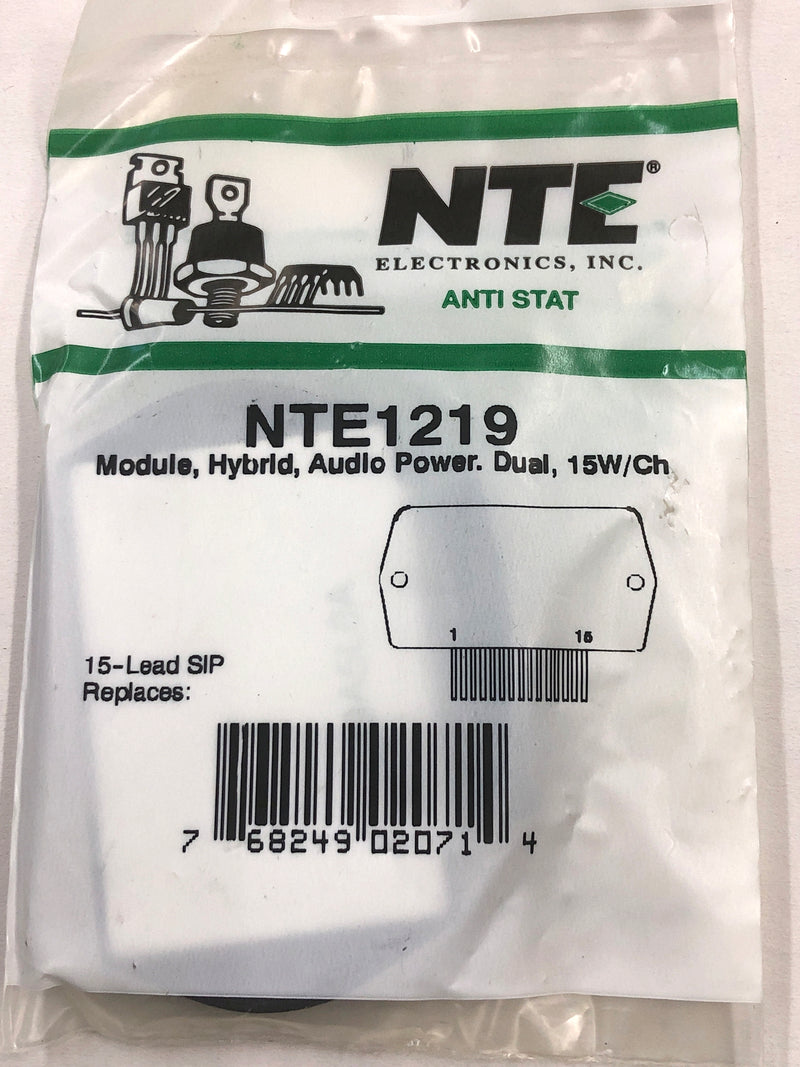 NTE®
ELECTRONICS, INC.
ANTI STAT
NTE1219
Module, Hybrid, Audio Power. Dual, 15W/Ch
1 15
15-Lead SIP
Replaces:
7 68249 02071 4